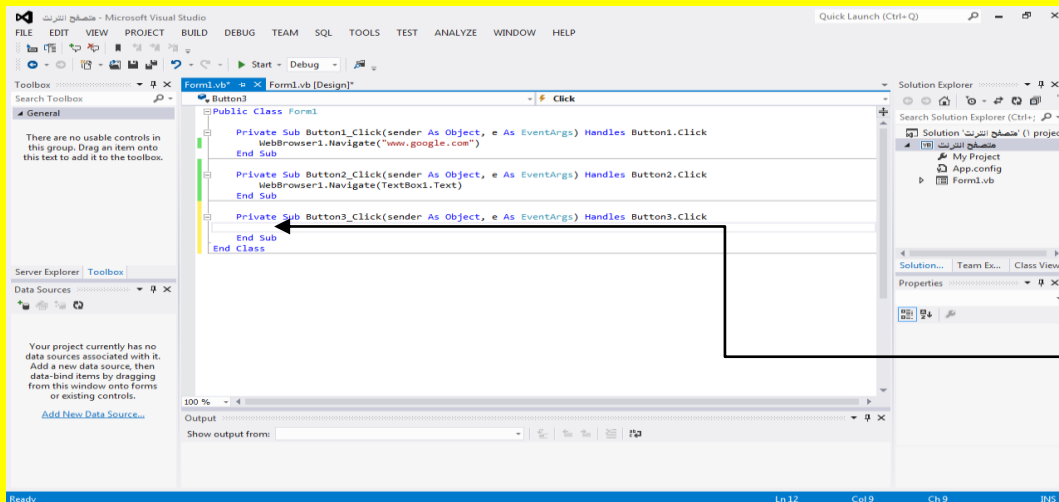 متصفح انترنت - Microsoft Visual Studio
Quick Launch (Ctrl+Q)
FILE EDIT VIEW PROJECT BUILD DEBUG TEAM SQL TOOLS TEST ANALYZE WINDOW HELP
Start Debug
Toolbox
Search Toolbox
General
There are no usable controls in
this group. Drag an item onto
this text to add it to the toolbox.
Server Explorer Toolbox
Data Sources
Your project currently has no
data sources associated with it.
Add a new data source, then
data-bind items by dragging
from this window onto forms
or existing controls.
Add New Data Source...
Form1.vb* Form1.vb [Design]*
Button3 Click
Public Class Form1
Private Sub Button1_Click(sender As Object, e As EventArgs) Handles Button1.Click
WebBrowser1.Navigate("www.google.com")
End Sub
Private Sub Button2_Click(sender As Object, e As EventArgs) Handles Button2.Click
WebBrowser1.Navigate(TextBox1.Text)
End Sub
Private Sub Button3_Click(sender As Object, e As EventArgs) Handles Button3.Click
End Sub
End Class
100 %
Output
Show output from:
Solution Explorer
Search Solution Explorer (Ctrl+;
Solution 'متصفح انترنت' (١ projec
متصفح انترنت
My Project
App.config
Form1.vb
Solution... Team Ex... Class View
Properties
Ready Ln 12 Col 9 Ch 9 INS